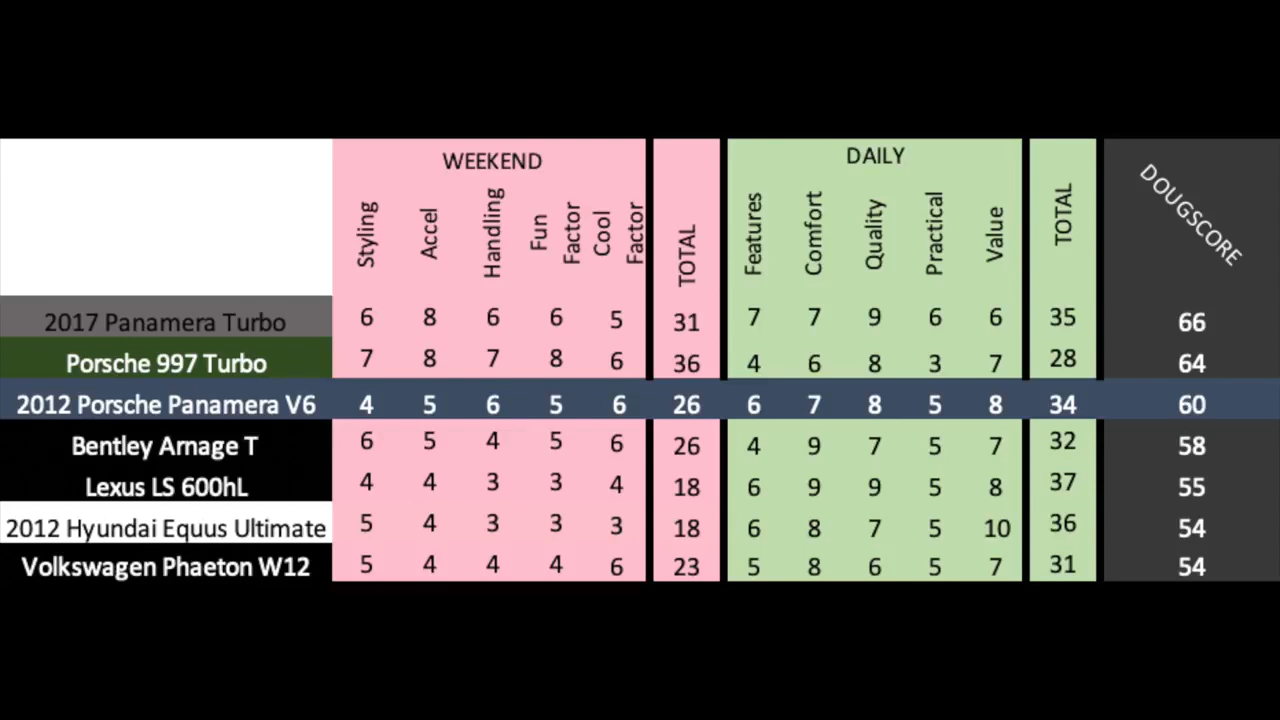 WEEKEND DAILY
Styling Accel Handling Fun Factor Cool Factor TOTAL Features Comfort Quality Practical Value TOTAL DOUGSCORE
2017 Panamera Turbo 6 8 6 6 5 31 7 7 9 6 6 35 66
Porsche 997 Turbo 7 8 7 8 6 36 4 6 8 3 7 28 64
2012 Porsche Panamera V6 4 5 6 5 6 26 6 7 8 5 8 34 60
Bentley Arnage T 6 5 4 5 6 26 4 9 7 5 7 32 58
Lexus LS 600hL 4 4 3 3 4 18 6 9 9 5 8 37 55
2012 Hyundai Equus Ultimate 5 4 3 3 3 18 6 8 7 5 10 36 54
Volkswagen Phaeton W12 5 4 4 4 6 23 5 8 6 5 7 31 54